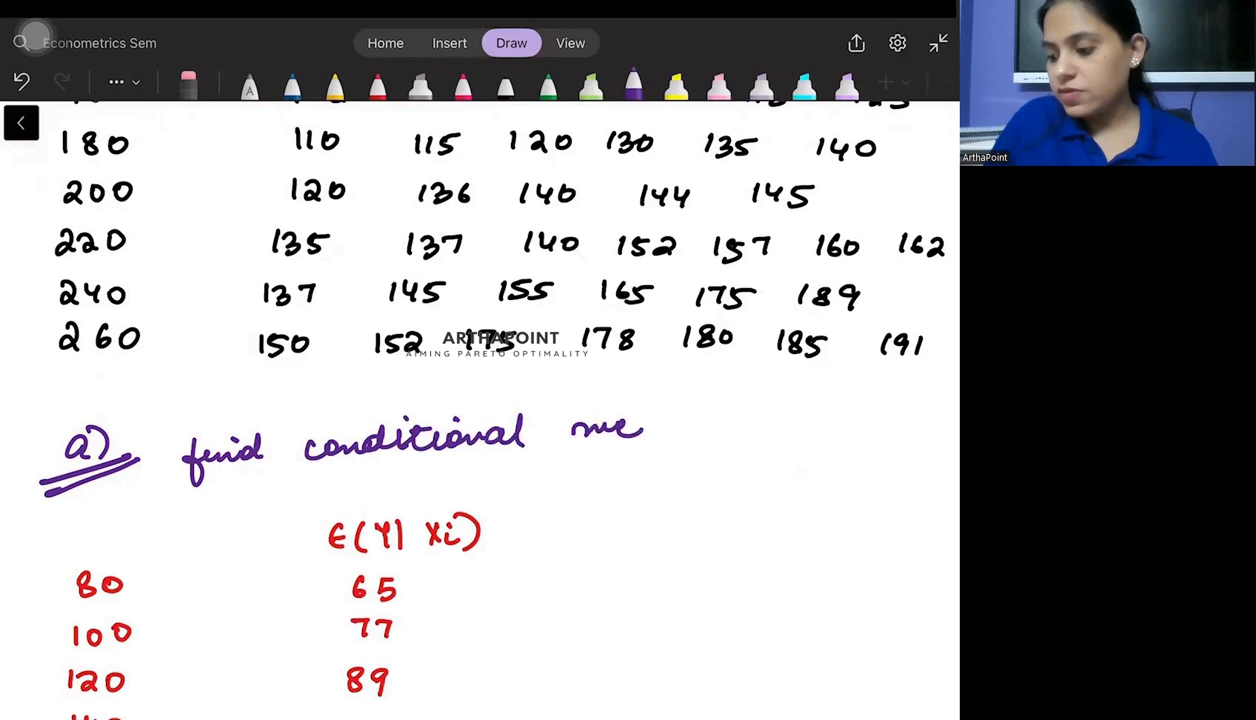 Econometrics Sem
Home Insert Draw View
A
180 110 115 120 130 135 140
200 120 136 140 144 145
220 135 137 140 152 157 160 162
240 137 145 155 165 175 189
260 150 152 175 178 180 185 191
ARTHAPOINT
AIMING PARETO OPTIMALITY
ArthaPoint
a) find conditional me
E(Y| Xi)
80 65
100 77
120 89